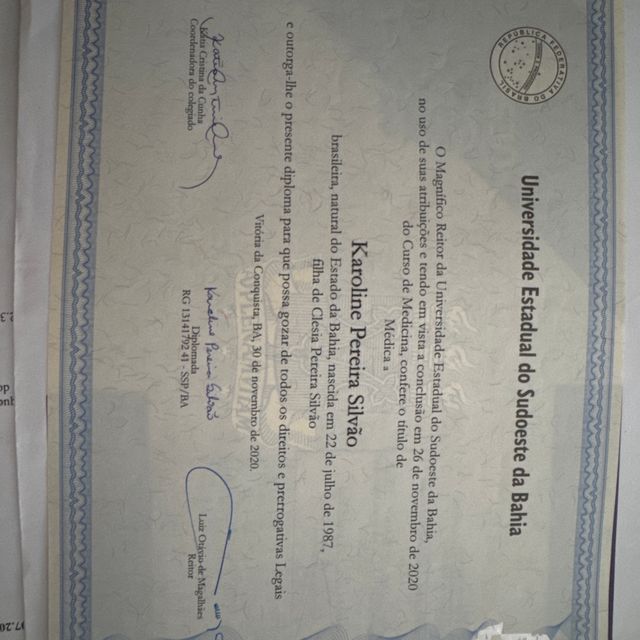 REPÚBLICA FEDERATIVA DO BRASIL
Universidade Estadual do Sudoeste da Bahia
O Magnífico Reitor da Universidade Estadual do Sudoeste da Bahia,
no uso de suas atribuições e tendo em vista a conclusão em 26 de novembro de 2020
do Curso de Medicina, confere o título de
Médica a
Karoline Pereira Silvão
brasileira, natural do Estado da Bahia, nascida em 22 de julho de 1987,
filha de Clesia Pereira Silvão
e outorga-lhe o presente diploma para que possa gozar de todos os direitos e prerrogativas Legais
Vitória da Conquista, BA, 30 de novembro de 2020.
Karoline Pereira Silvão
Kátia Cristina da Cunha
Coordenadora do colegiado
Diplomada
RG 13141792 41 - SSP/BA
Luiz Otávio de Magalhães
Reitor